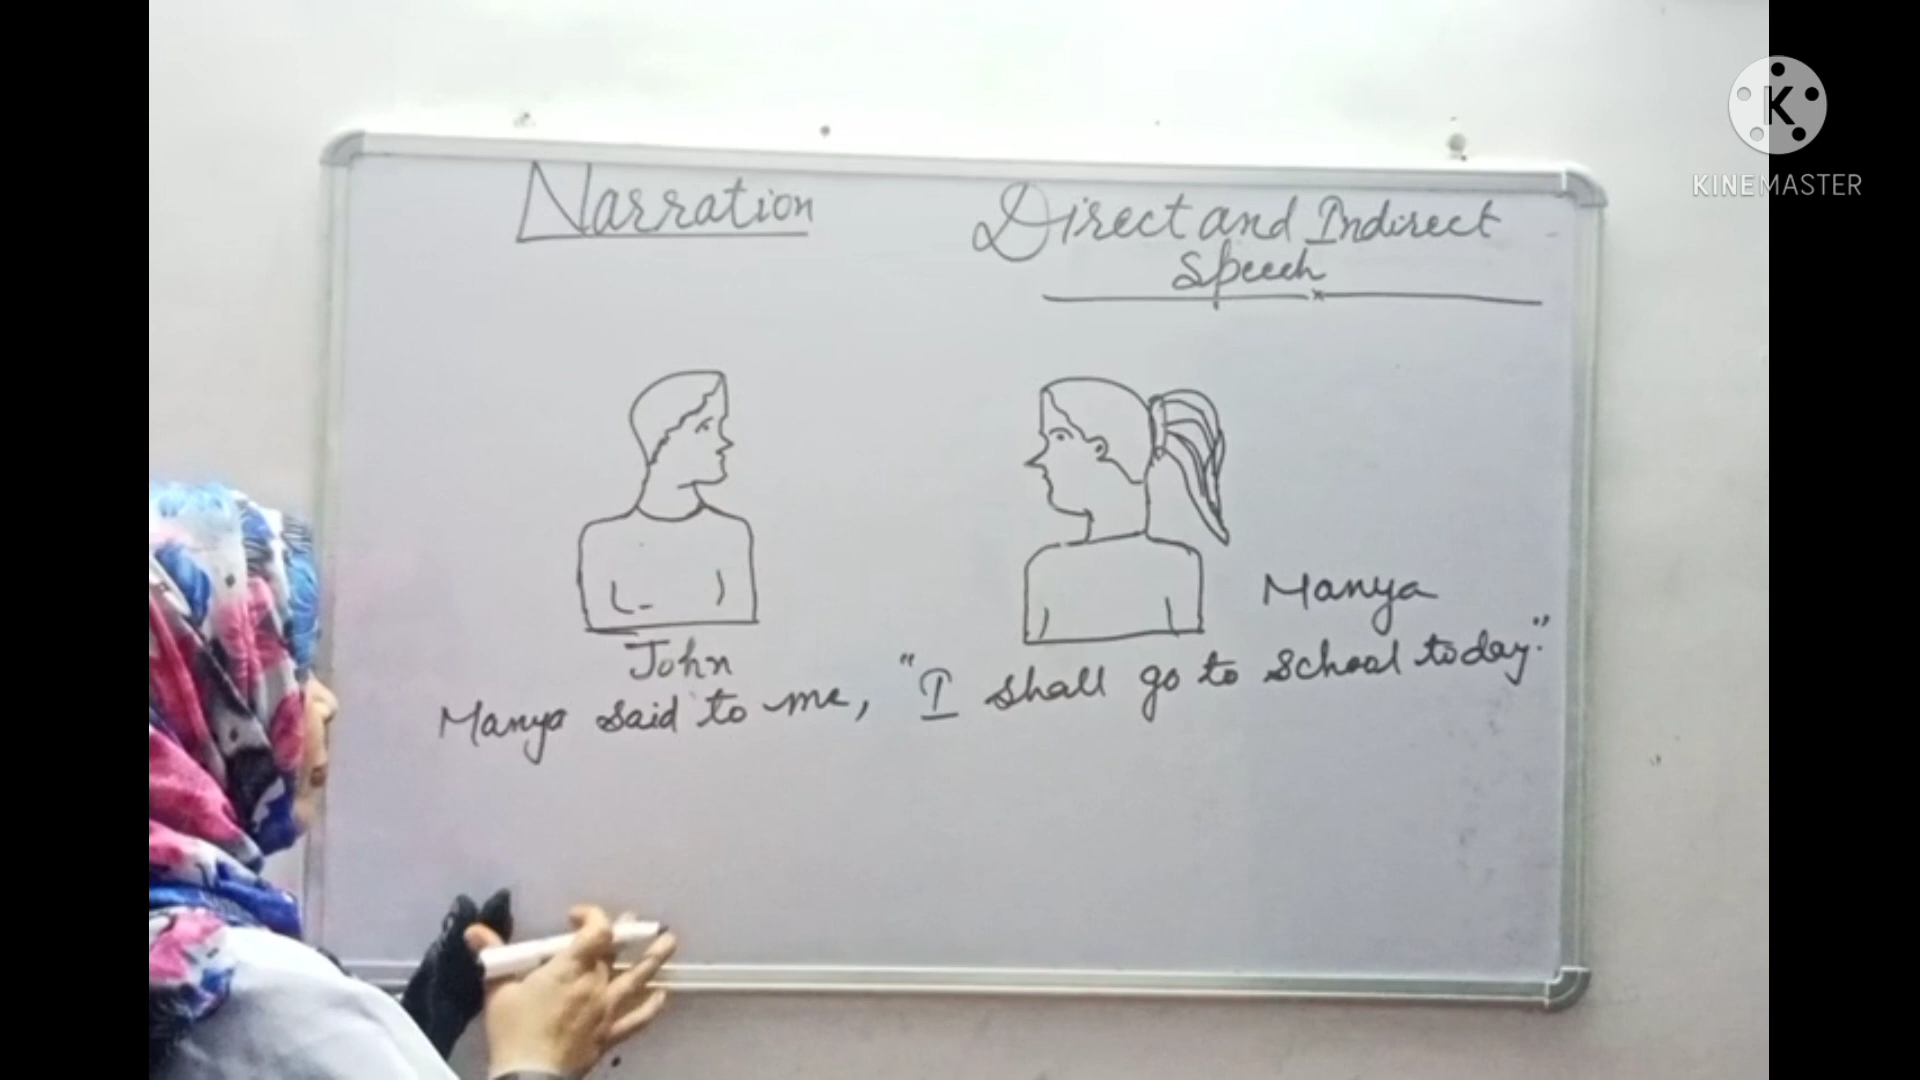 Narration
Direct and Indirect
Speech
John
Manya
Manya said to me, "I shall go to school today."
KINEMASTER